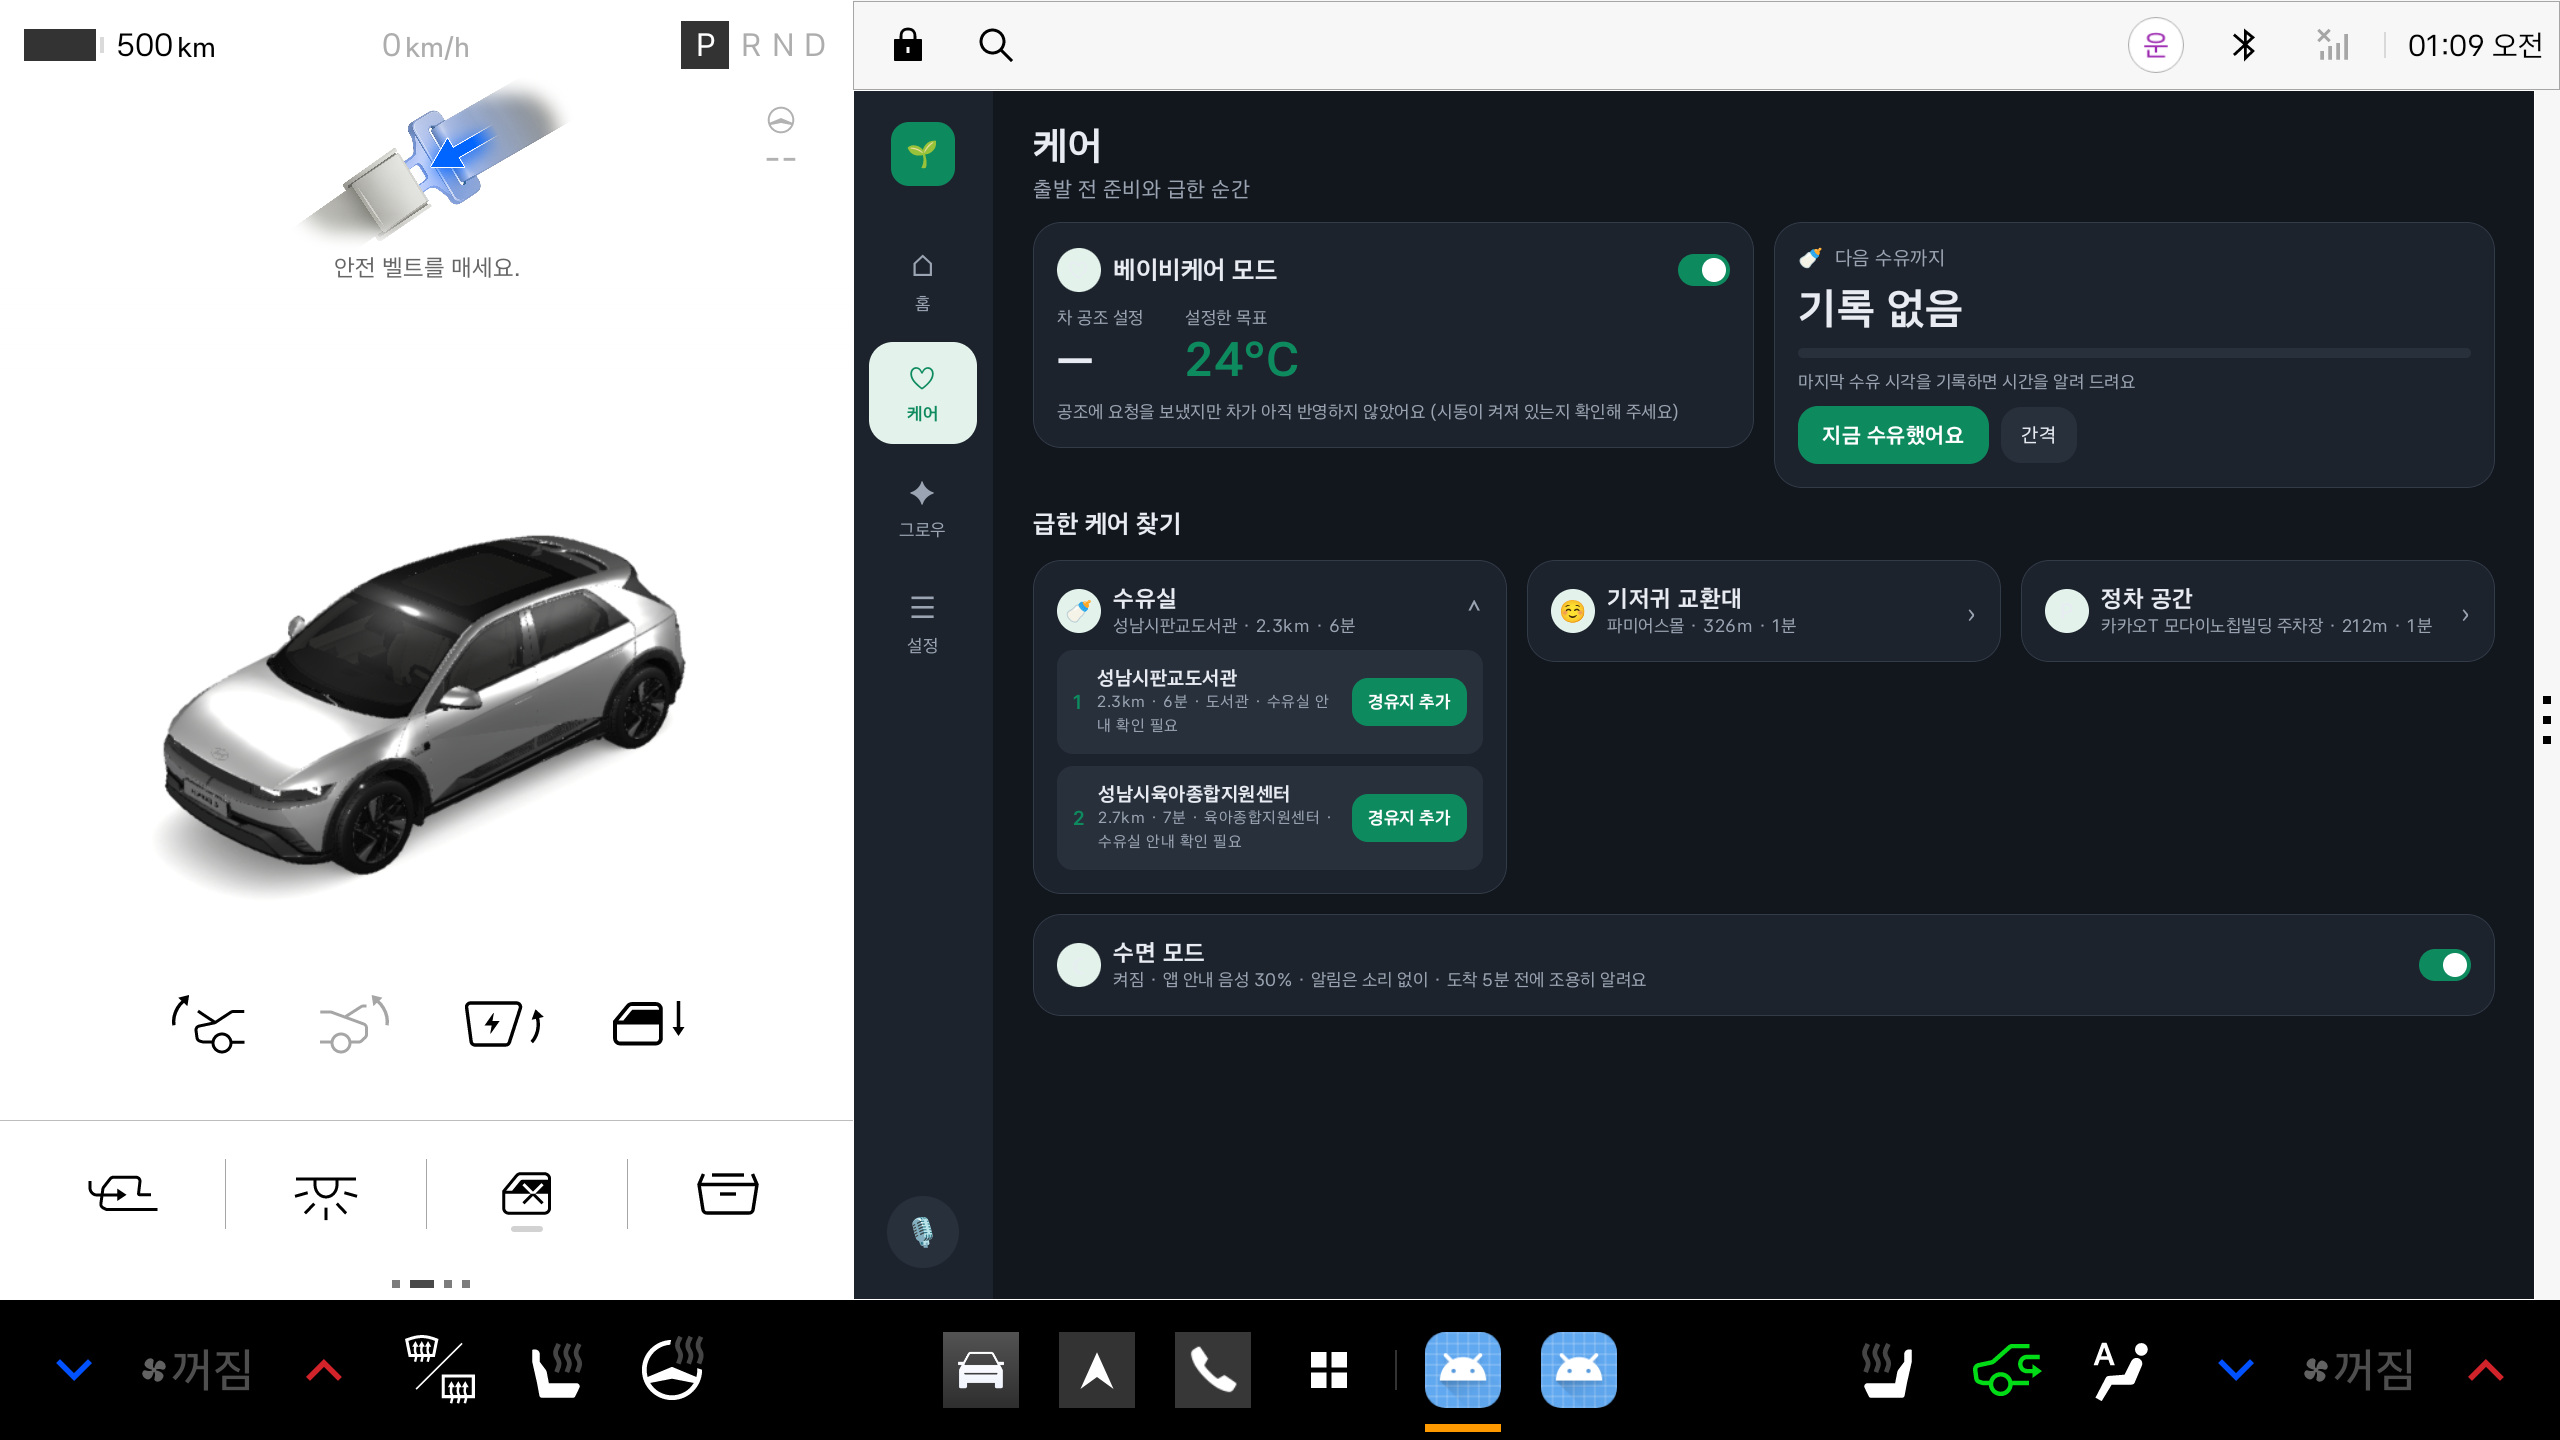 500 km
0 km/h
P R N D
안전 벨트를 매세요.
운
01:09 오전
홈
케어
그로우
설정
케어
출발 전 준비와 급한 순간
베이비케어 모드
차 공조 설정
설정한 목표
—
24°C
공조에 요청을 보냈지만 차가 아직 반영하지 않았어요 (시동이 켜져 있는지 확인해 주세요)
다음 수유까지
기록 없음
마지막 수유 시각을 기록하면 시간을 알려 드려요
지금 수유했어요
간격
급한 케어 찾기
수유실
성남시판교도서관 · 2.3km · 6분
1
성남시판교도서관
2.3km · 6분 · 도서관 · 수유실 안
내 확인 필요
경유지 추가
2
성남시육아종합지원센터
2.7km · 7분 · 육아종합지원센터 ·
수유실 안내 확인 필요
경유지 추가
기저귀 교환대
파미어스몰 · 326m · 1분
정차 공간
카카오T 모다이노칩빌딩 주차장 · 212m · 1분
수면 모드
켜짐 · 앱 안내 음성 30% · 알림은 소리 없이 · 도착 5분 전에 조용히 알려요
꺼짐
A
꺼짐